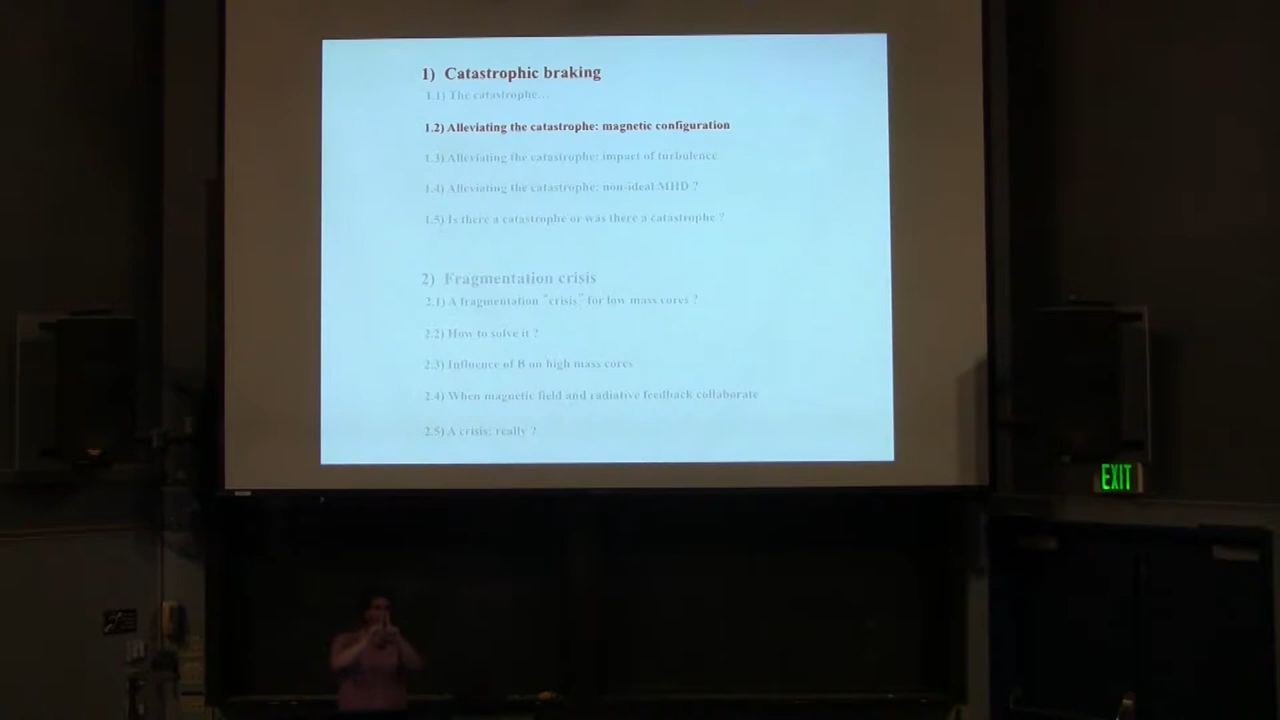 1) Catastrophic braking
1.1) The catastrophe...
1.2) Alleviating the catastrophe: magnetic configuration
1.3) Alleviating the catastrophe: impact of turbulence
1.4) Alleviating the catastrophe: non-ideal MHD ?
1.5) Is there a catastrophe or was there a catastrophe ?
2) Fragmentation crisis
2.1) A fragmentation “crisis” for low mass cores ?
2.2) How to solve it ?
2.3) Influence of B on high mass cores
2.4) When magnetic field and radiative feedback collaborate
2.5) A crisis: really ?
EXIT